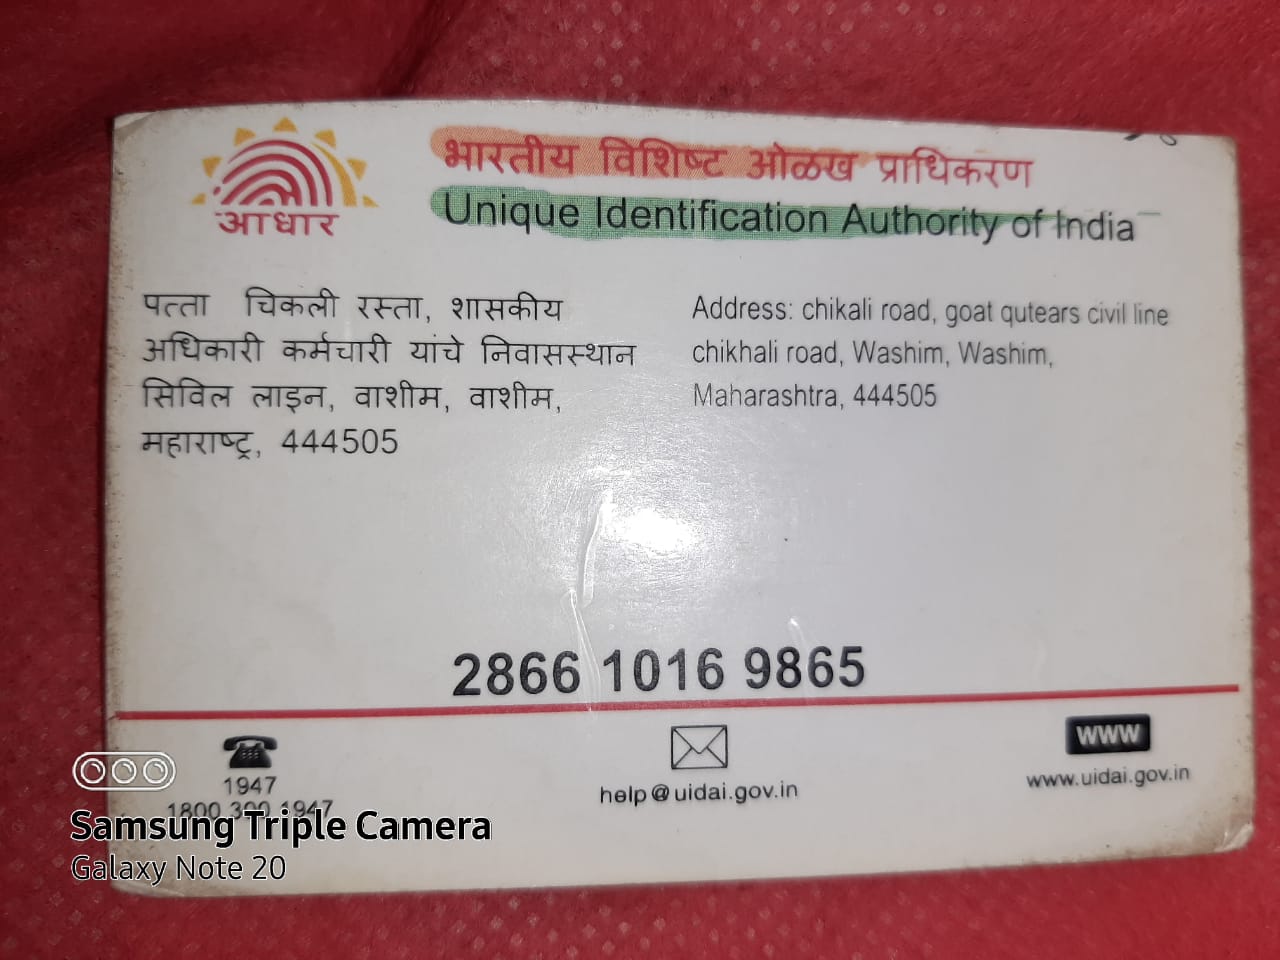 आधार
भारतीय विशिष्ट ओळख प्राधिकरण
Unique Identification Authority of India
पत्ता चिकली रस्ता, शासकीय
अधिकारी कर्मचारी यांचे निवासस्थान
सिविल लाइन, वाशीम, वाशीम,
महाराष्ट्र, 444505
Address: chikali road, goat qutears civil line
chikhali road, Washim, Washim,
Maharashtra, 444505
2866 1016 9865
1947
1800 300 1947
help@uidai.gov.in
www
www.uidai.gov.in
Samsung Triple Camera
Galaxy Note 20